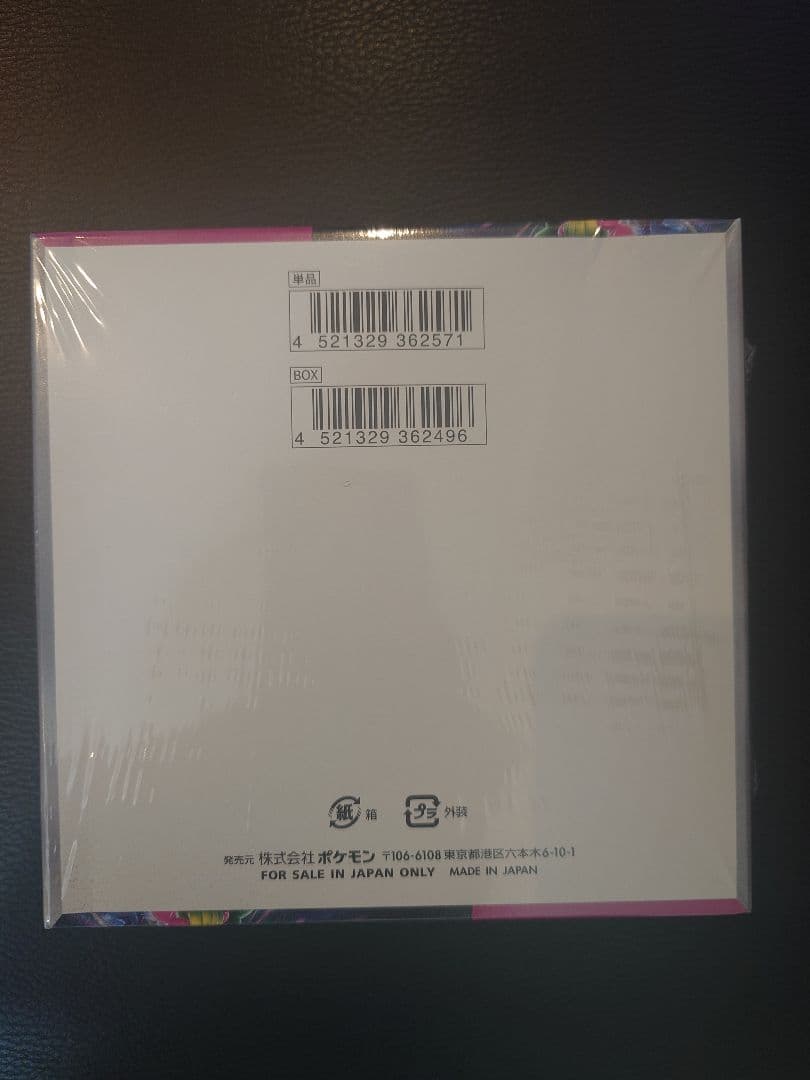 単品
4 521329 362571
BOX
4 521329 362496
紙 箱 プラ 外装
発売元 株式会社 ポケモン 〒106-6108 東京都港区六本木6-10-1
FOR SALE IN JAPAN ONLY MADE IN JAPAN